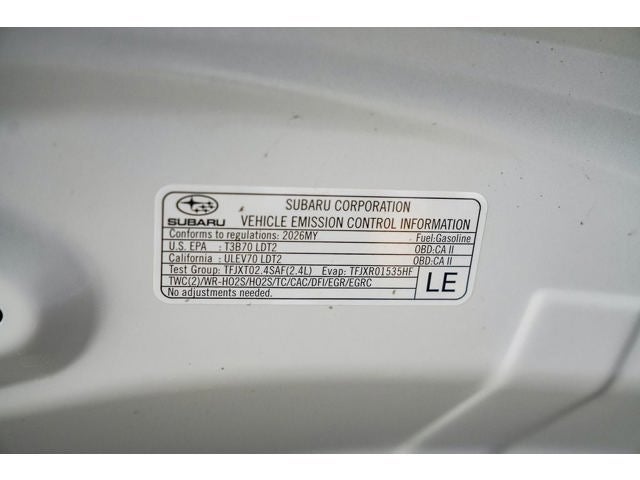 SUBARU CORPORATION
SUBARU VEHICLE EMISSION CONTROL INFORMATION
Conforms to regulations: 2026MY Fuel:Gasoline
U.S. EPA : T3B70 LDT2 OBD:CA II
California : ULEV70 LDT2 OBD:CA II
Test Group: TFJXT02.4SAF(2.4L) Evap: TFJXR01535HF
TWC(2)/WR-HO2S/HO2S/TC/CAC/DFI/EGR/EGRC
No adjustments needed.
LE